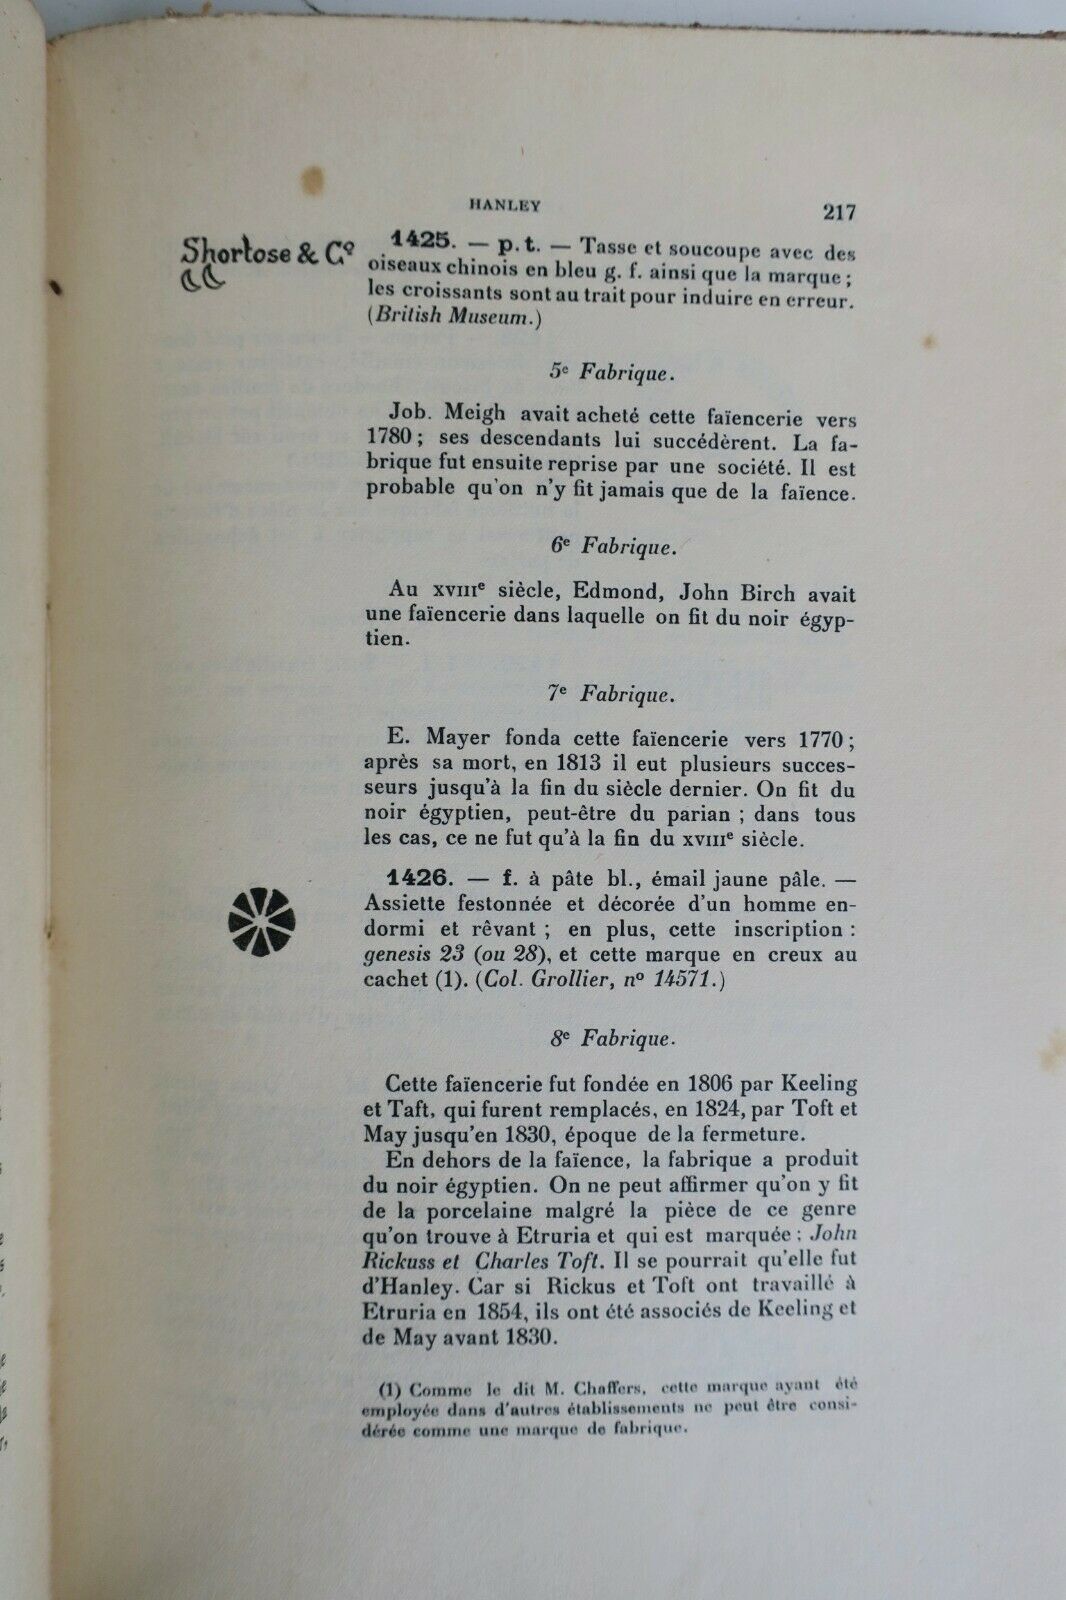 HANLEY 217
Shortose & Cº
1425. — p. t. — Tasse et soucoupe avec des
oiseaux chinois en bleu g. f. ainsi que la marque ;
les croissants sont au trait pour induire en erreur.
(British Museum.)
5e Fabrique.
Job. Meigh avait acheté cette faïencerie vers
1780 ; ses descendants lui succédèrent. La fa-
brique fut ensuite reprise par une société. Il est
probable qu'on n'y fit jamais que de la faïence.
6e Fabrique.
Au XVIIIe siècle, Edmond, John Birch avait
une faïencerie dans laquelle on fit du noir égyp-
tien.
7e Fabrique.
E. Mayer fonda cette faïencerie vers 1770 ;
après sa mort, en 1813 il eut plusieurs succes-
seurs jusqu'à la fin du siècle dernier. On fit du
noir égyptien, peut-être du parian ; dans tous
les cas, ce ne fut qu'à la fin du XVIIIe siècle.
1426. — f. à pâte bl., émail jaune pâle. —
Assiette festonnée et décorée d'un homme en-
dormi et rêvant ; en plus, cette inscription :
genesis 23 (ou 28), et cette marque en creux au
cachet (1). (Col. Grollier, nº 14571.)
8e Fabrique.
Cette faïencerie fut fondée en 1806 par Keeling
et Taft, qui furent remplacés, en 1824, par Toft et
May jusqu'en 1830, époque de la fermeture.
En dehors de la faïence, la fabrique a produit
du noir égyptien. On ne peut affirmer qu'on y fit
de la porcelaine malgré la pièce de ce genre
qu'on trouve à Etruria et qui est marquée : John
Rickuss et Charles Toft. Il se pourrait qu'elle fut
d'Hanley. Car si Rickus et Toft ont travaillé à
Etruria en 1854, ils ont été associés de Keeling et
de May avant 1830.
(1) Comme le dit M. Chaffers, cette marque ayant été
employée dans d'autres établissements ne peut être consi-
dérée comme une marque de fabrique.